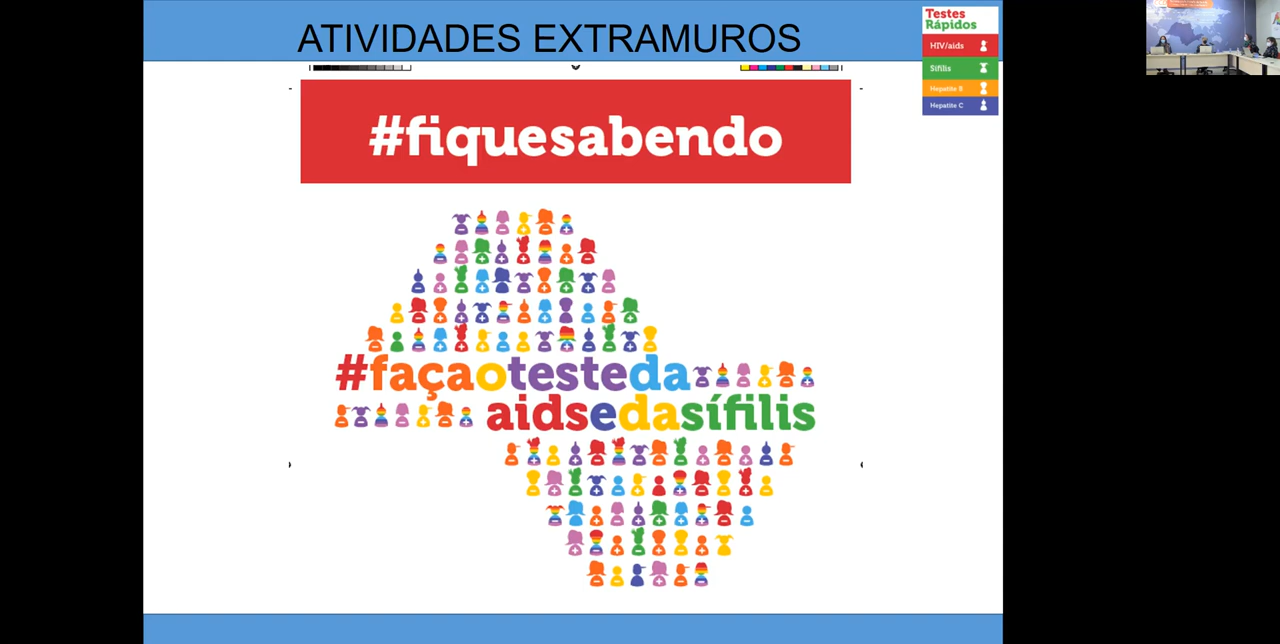 ATIVIDADES EXTRAMUROS
Testes
Rápidos
HIV/aids
Sífilis
Hepatite B
Hepatite C
#fiquesabendo
#façaotesteda
aidsedasífilis